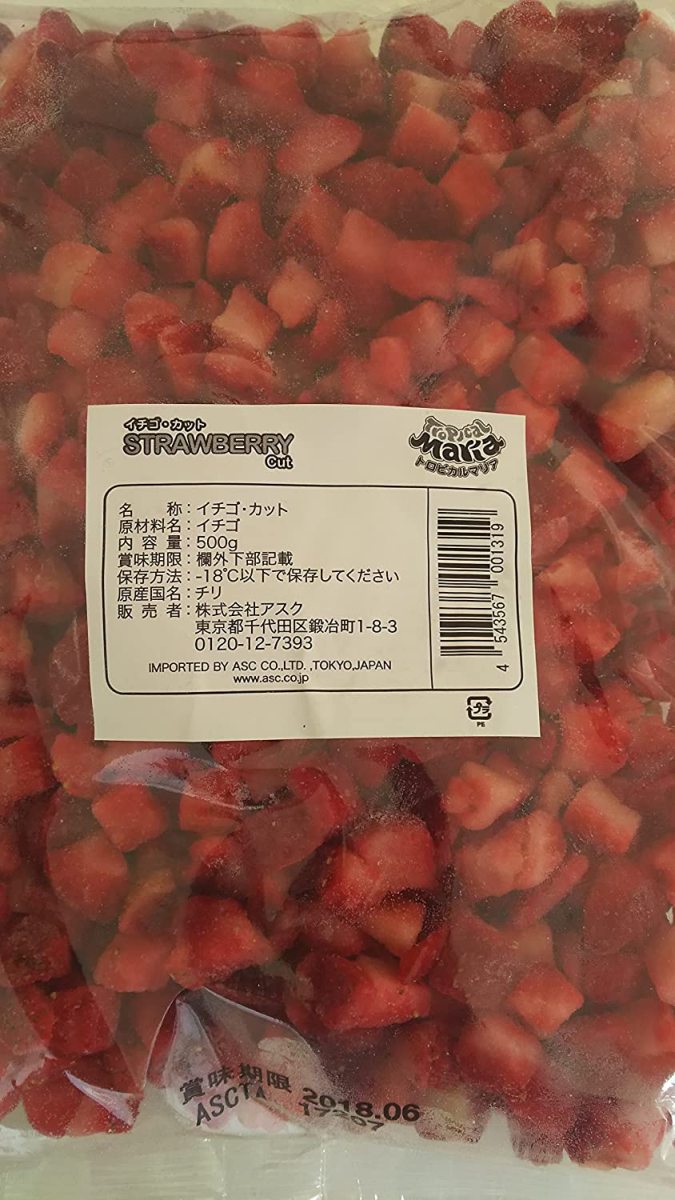 イチゴ・カット
STRAWBERRY
Cut
TROPICAL
Maria
トロピカルマリア
名 称：イチゴ・カット
原材料名：イチゴ
内 容 量：500g
賞味期限：欄外下部記載
保存方法：-18℃以下で保存してください
原産国名：チリ
販 売 者：株式会社アスク
東京都千代田区鍛冶町1-8-3
0120-12-7393
IMPORTED BY ASC CO.,LTD. ,TOKYO,JAPAN
www.asc.co.jp
4 543567 001319
プラ
PE
賞味期限 2018.06
ASCTA